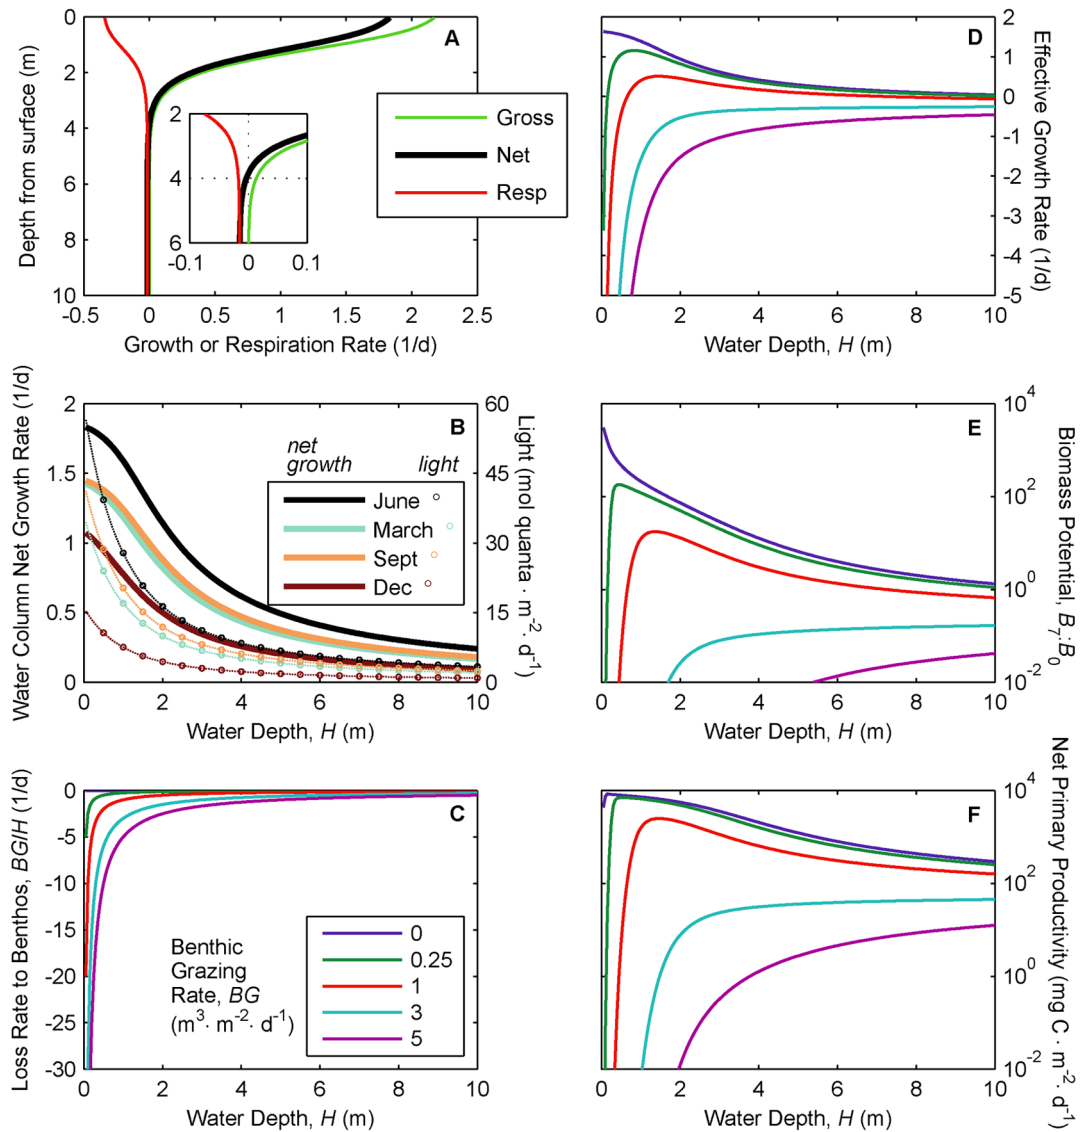 A
Depth from surface (m)
0
2
4
6
8
10
2
4
6
-0.1
0
0.1
Gross
Net
Resp
-0.5
0
0.5
1
1.5
2
2.5
Growth or Respiration Rate (1/d)
D
2
1
0
-1
-2
-3
-4
-5
Effective Growth Rate (1/d)
0
2
4
6
8
10
Water Depth, H (m)
B
Water Column Net Growth Rate (1/d)
2
1.5
1
0.5
0
60
45
30
15
0
Light (mol quanta · m⁻² · d⁻¹)
net growth
light
June
March
Sept
Dec
0
2
4
6
8
10
Water Depth, H (m)
E
10⁴
10²
10⁰
10⁻²
Biomass Potential, B₇:B₀
0
2
4
6
8
10
Water Depth, H (m)
C
Loss Rate to Benthos, BG/H (1/d)
0
-5
-10
-15
-20
-25
-30
Benthic
Grazing
Rate, BG
(m³· m⁻²· d⁻¹)
0
0.25
1
3
5
0
2
4
6
8
10
Water Depth, H (m)
F
10⁴
10²
10⁰
10⁻²
Net Primary Productivity (mg C · m⁻²· d⁻¹)
0
2
4
6
8
10
Water Depth, H (m)